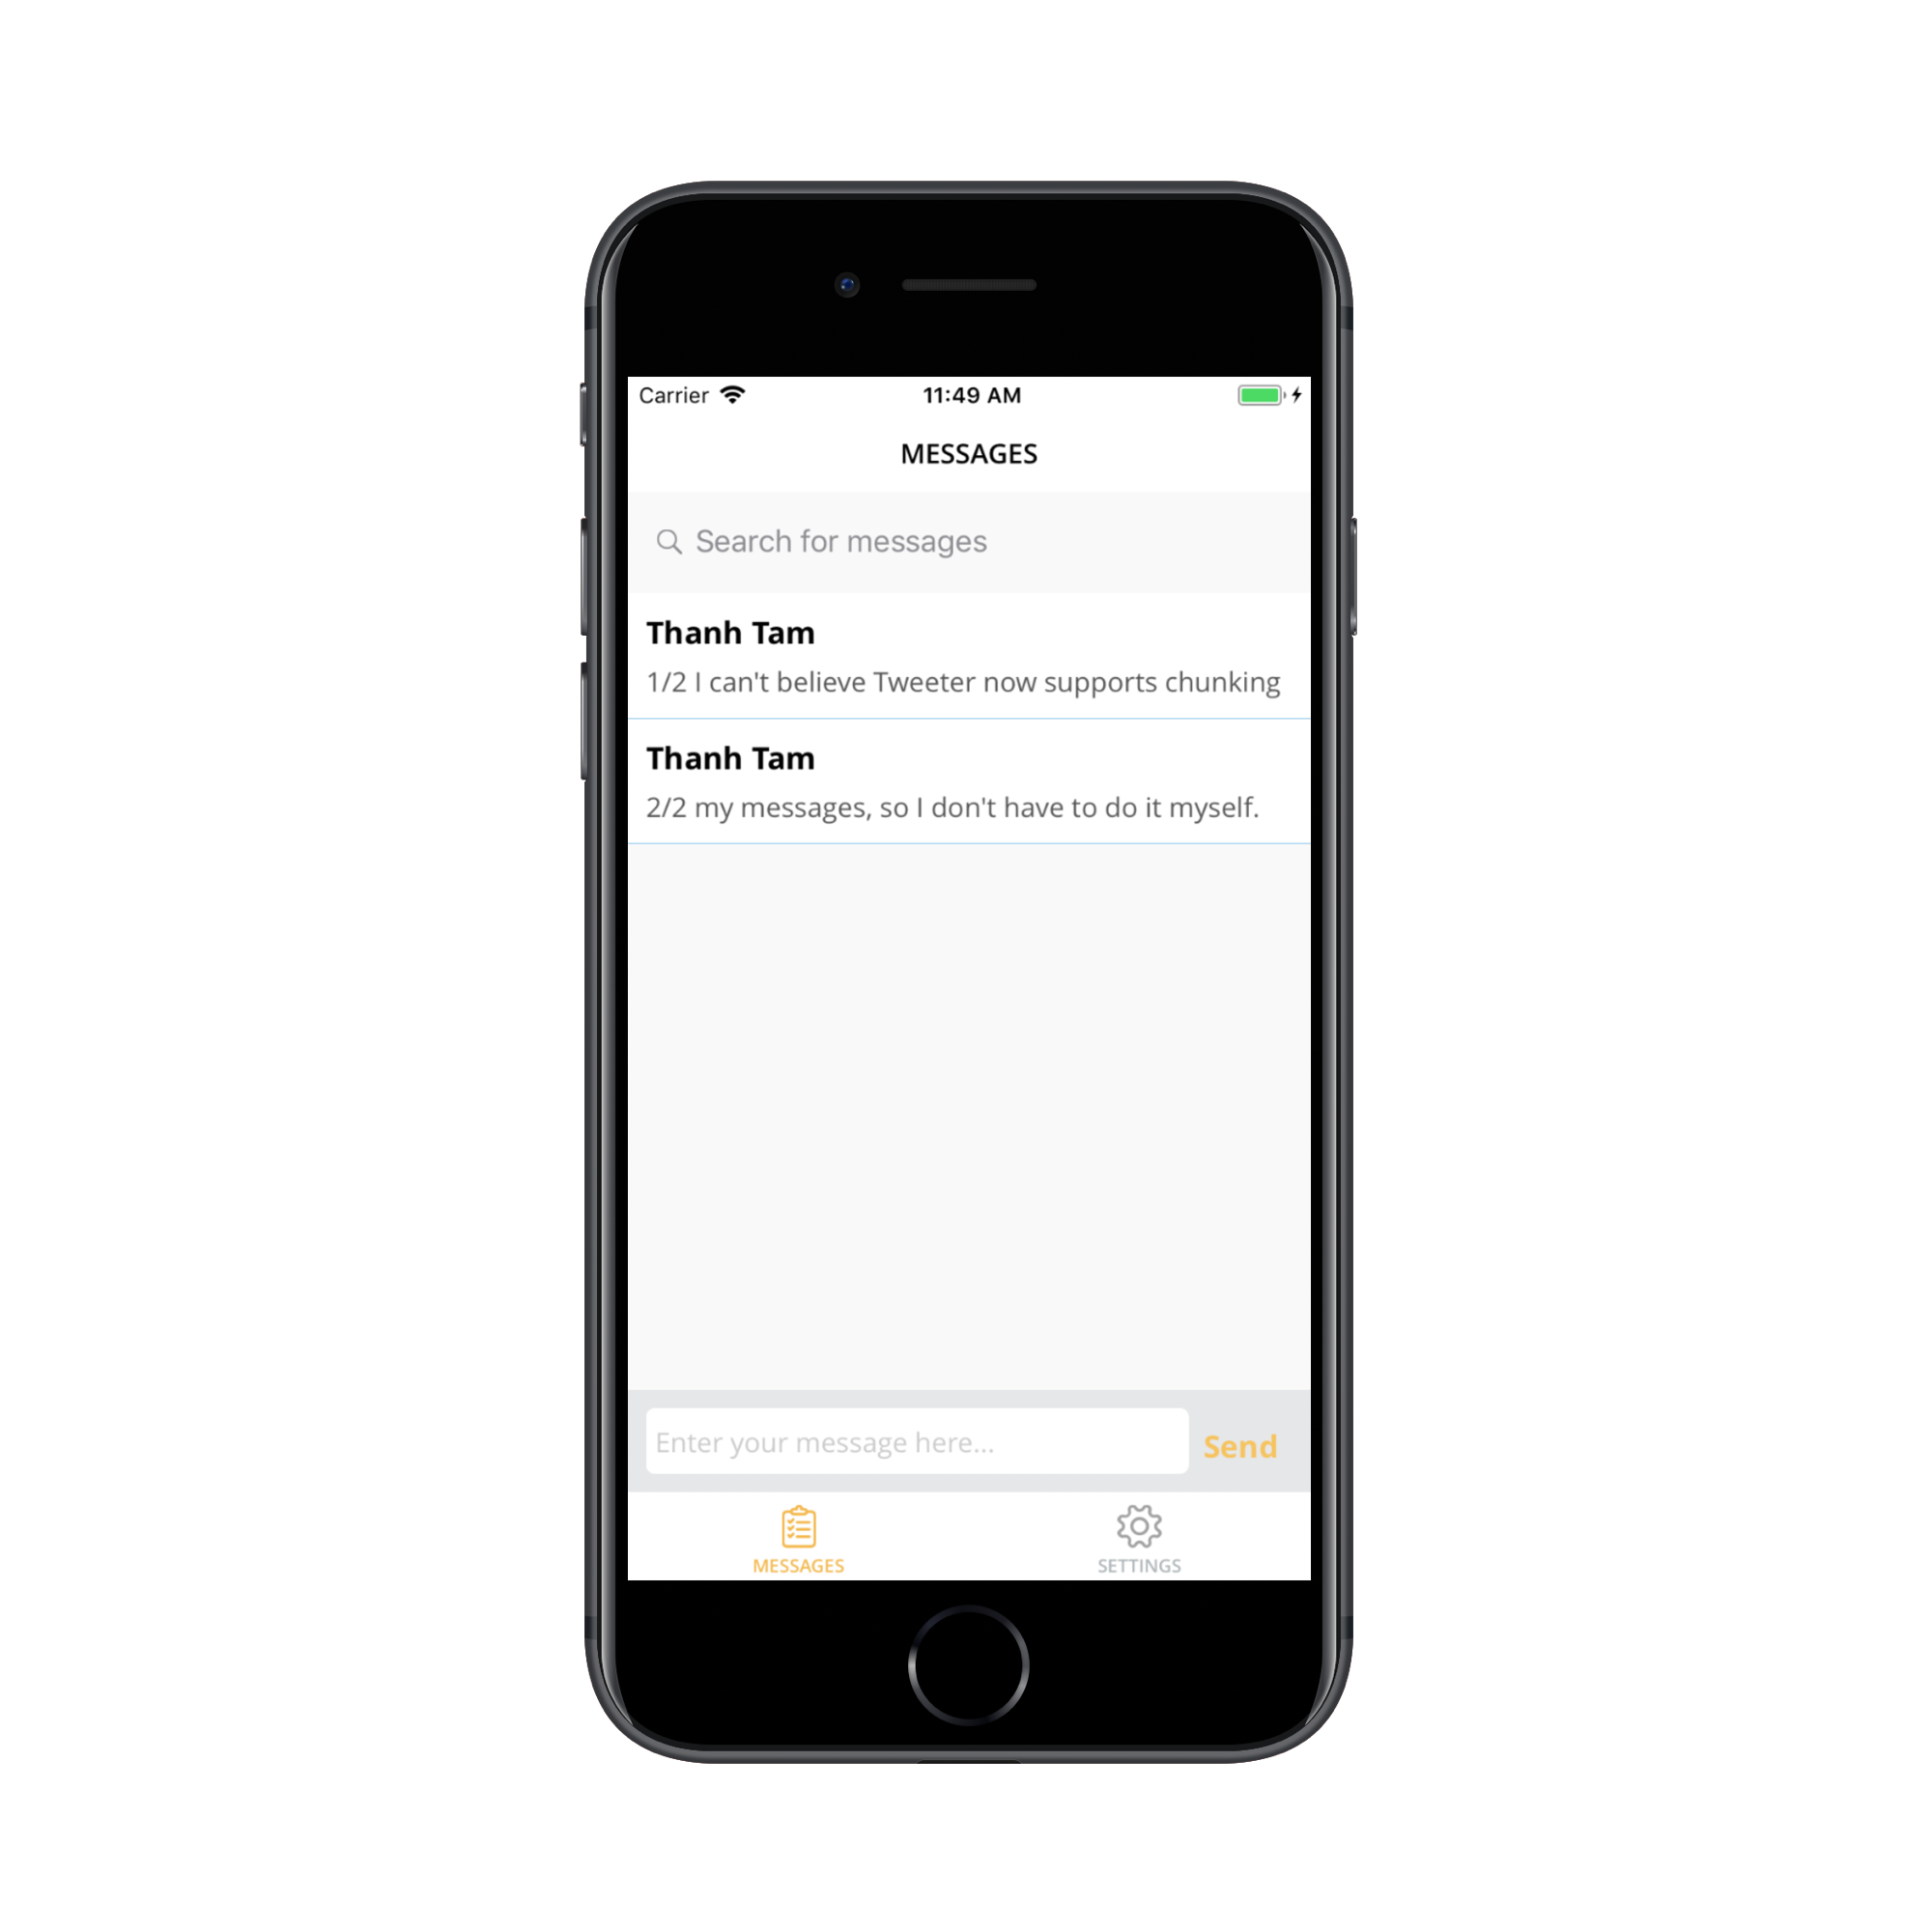 Carrier 11:49 AM
MESSAGES
Search for messages
Thanh Tam
1/2 I can't believe Tweeter now supports chunking
Thanh Tam
2/2 my messages, so I don't have to do it myself.
Enter your message here... Send
MESSAGES SETTINGS